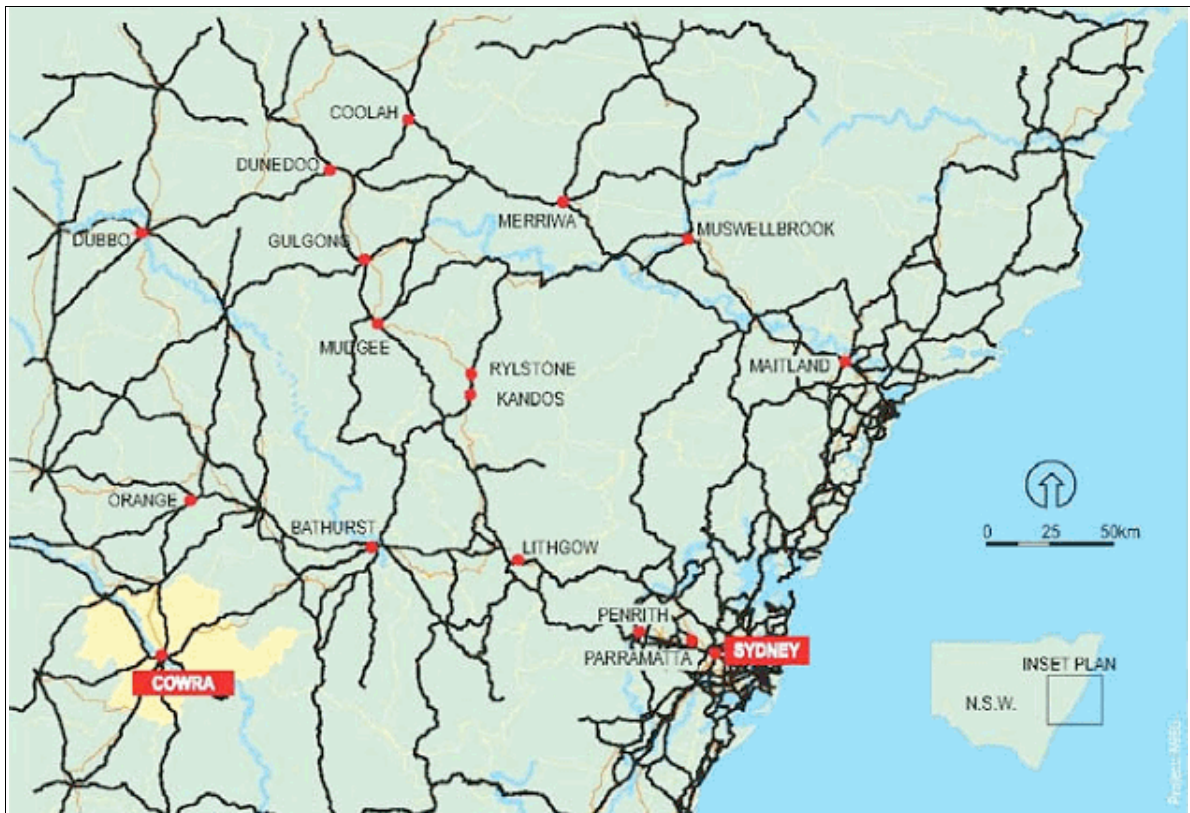 COOLAH
DUNEDOO
MERRIWA
DUBBO
GULGONG
MUSWELLBROOK
MUDGEE
RYLSTONE
MAITLAND
KANDOS
ORANGE
BATHURST
0 25 50km
LITHGOW
PENRITH
PARRAMATTA
SYDNEY
COWRA
INSET PLAN
N.S.W.